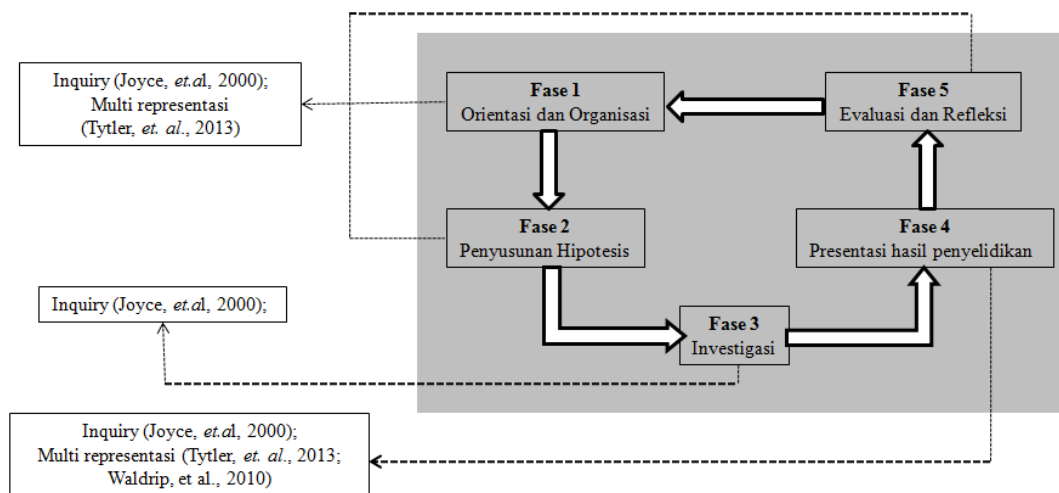 Inquiry (Joyce, et.al, 2000);
Multi representasi
(Tytler, et. al., 2013)
Fase 1
Orientasi dan Organisasi
Fase 5
Evaluasi dan Refleksi
Fase 2
Penyusunan Hipotesis
Fase 4
Presentasi hasil penyelidikan
Inquiry (Joyce, et.al, 2000);
Fase 3
Investigasi
Inquiry (Joyce, et.al, 2000);
Multi representasi (Tytler, et. al., 2013;
Waldrip, et al., 2010)